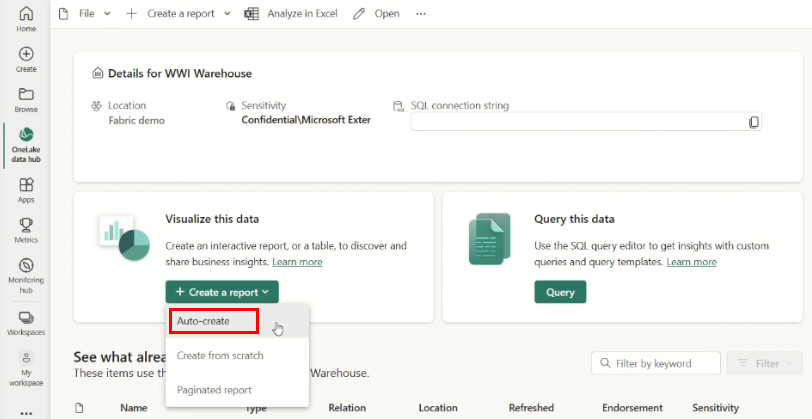 Home
Create
Browse
OneLake
data hub
Apps
Metrics
Monitoring
hub
Workspaces
My
workspace
File
Create a report
Analyze in Excel
Open
Details for WWI Warehouse
Location
Fabric demo
Sensitivity
Confidential\Microsoft Exter
SQL connection string
Visualize this data
Create an interactive report, or a table, to discover and
share business insights. Learn more
+ Create a report
Auto-create
Create from scratch
Paginated report
Query this data
Use the SQL query editor to get insights with custom
queries and query templates. Learn more
Query
See what alrea
These items use th
Warehouse.
Filter by keyword
Filter
Name Type Relation Location Refreshed Endorsement Sensitivity